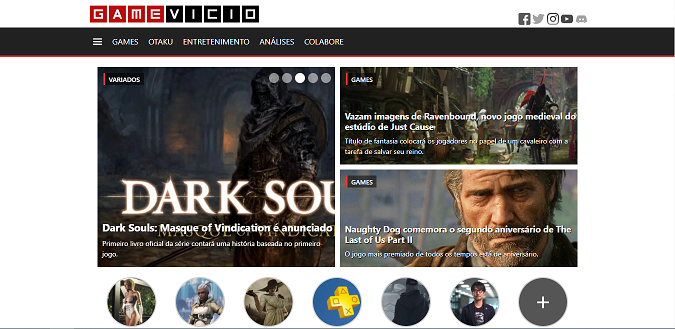 GAMEVICIO
GAMES OTAKU ENTRETENIMENTO ANÁLISES COLABORE
VARIADOS
DARK SOU
Dark Souls: Masque of Vindication é anunciado
Primeiro livro oficial da série contará uma história baseada no primeiro
jogo.
GAMES
Vazam imagens de Ravenbound, novo jogo medieval do
estúdio de Just Cause
Título de fantasia colocará os jogadores no papel de um cavaleiro com a
tarefa de salvar seu reino.
GAMES
Naughty Dog comemora o segundo aniversário de The
Last of Us Part II
O jogo mais premiado de todos os tempos está de aniversário.